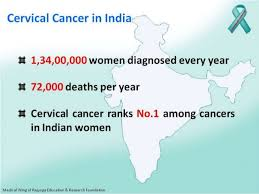 Cervical Cancer in India
1,34,00,000 women diagnosed every year
72,000 deaths per year
Cervical cancer ranks No.1 among cancers
in Indian women
Medical Wing of Rajyoga Education & Research Foundation